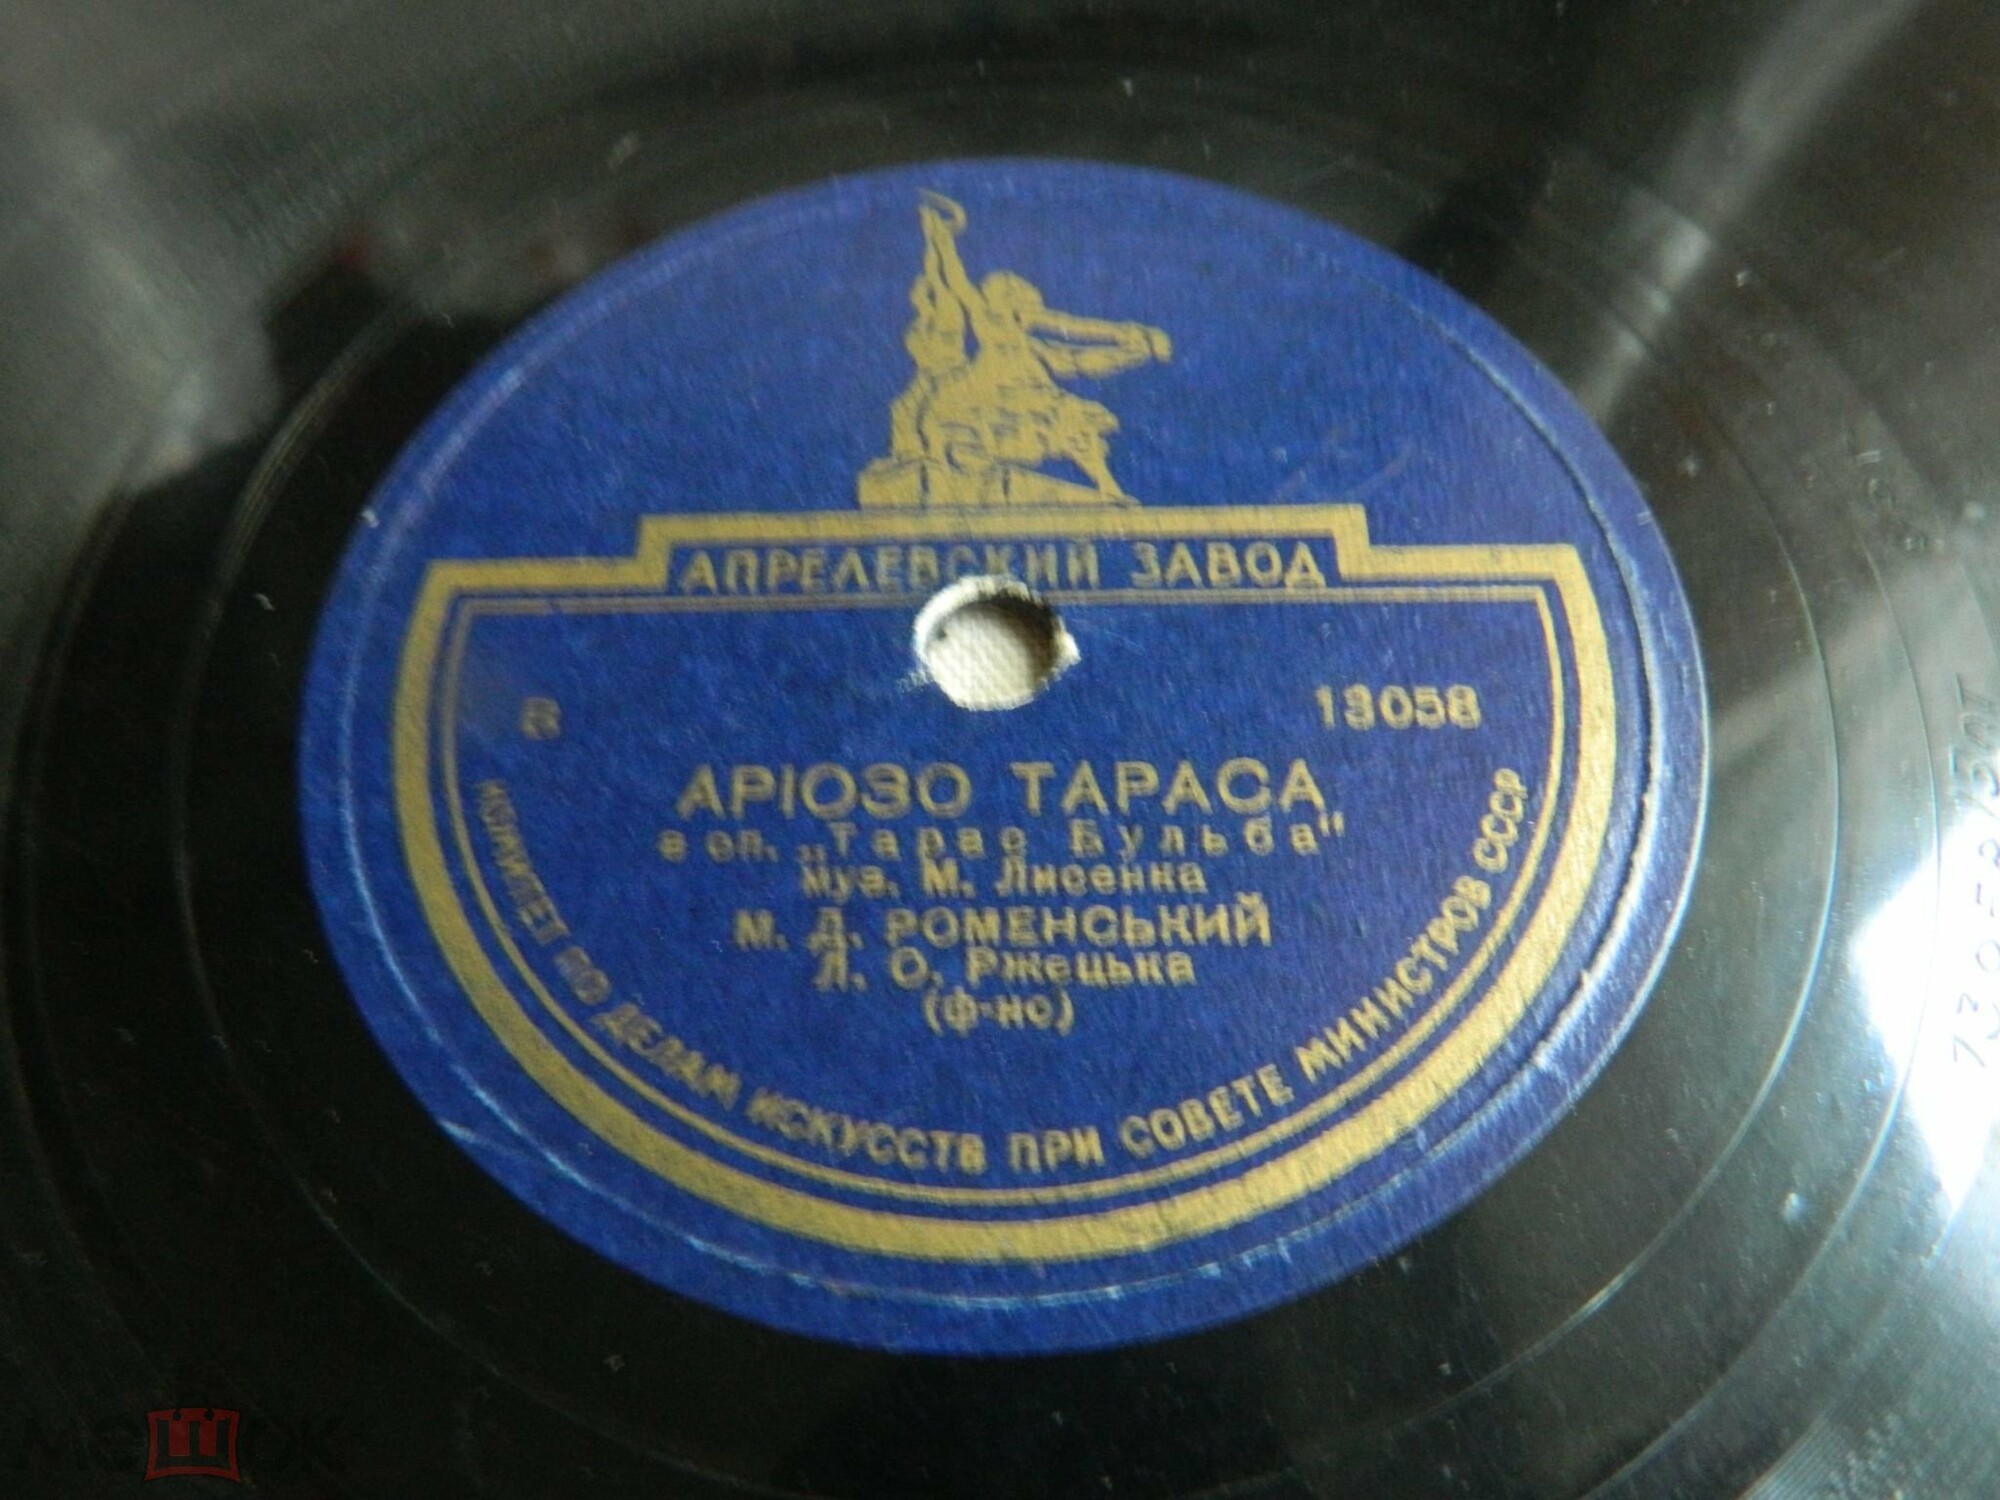 АПРЕЛЕВСКИЙ ЗАВОД
В 13058
АРІОЗО ТАРАСА
з оп. „Тарас Бульба"
Муз. М. Лисенка
М. Д. РОМЕНСЬКИЙ
Л. О. Ржецька
(ф-но)
КОМИТЕТ ПО ДЕЛАМ ИСКУССТВ ПРИ СОВЕТЕ МИНИСТРОВ СССР
мешок